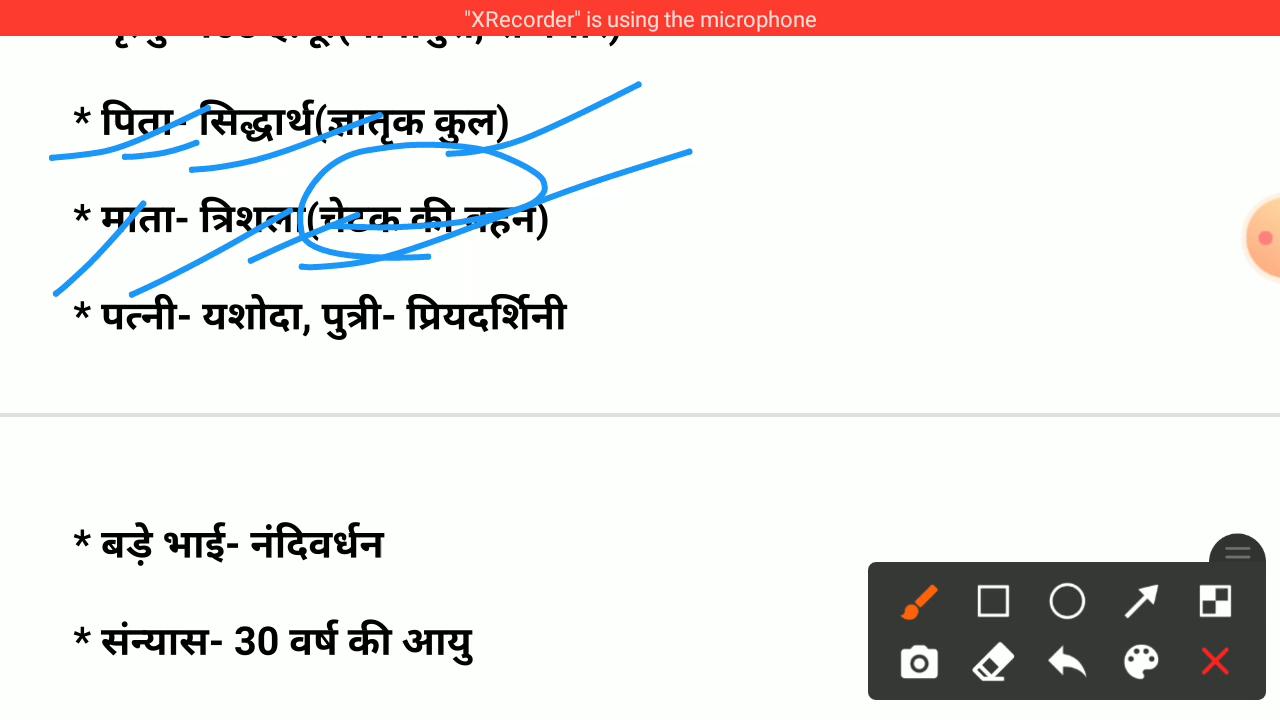 "XRecorder" is using the microphone
* पिता- सिद्धार्थ(ज्ञातृक कुल)
* माता- त्रिशला(चेटक की बहन)
* पत्नी- यशोदा, पुत्री- प्रियदर्शिनी
* बड़े भाई- नंदिवर्धन
* संन्यास- 30 वर्ष की आयु